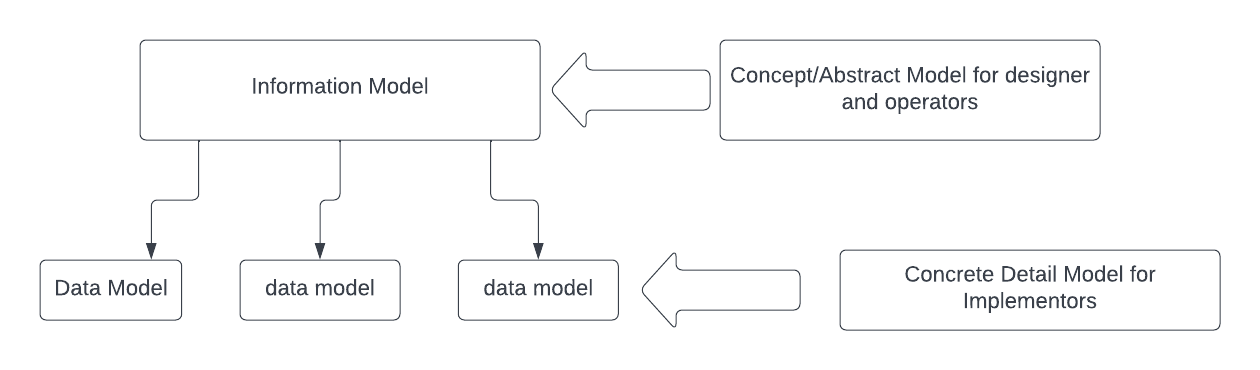 Information Model
Concept/Abstract Model for designer
and operators
Data Model
data model
data model
Concrete Detail Model for
Implementors